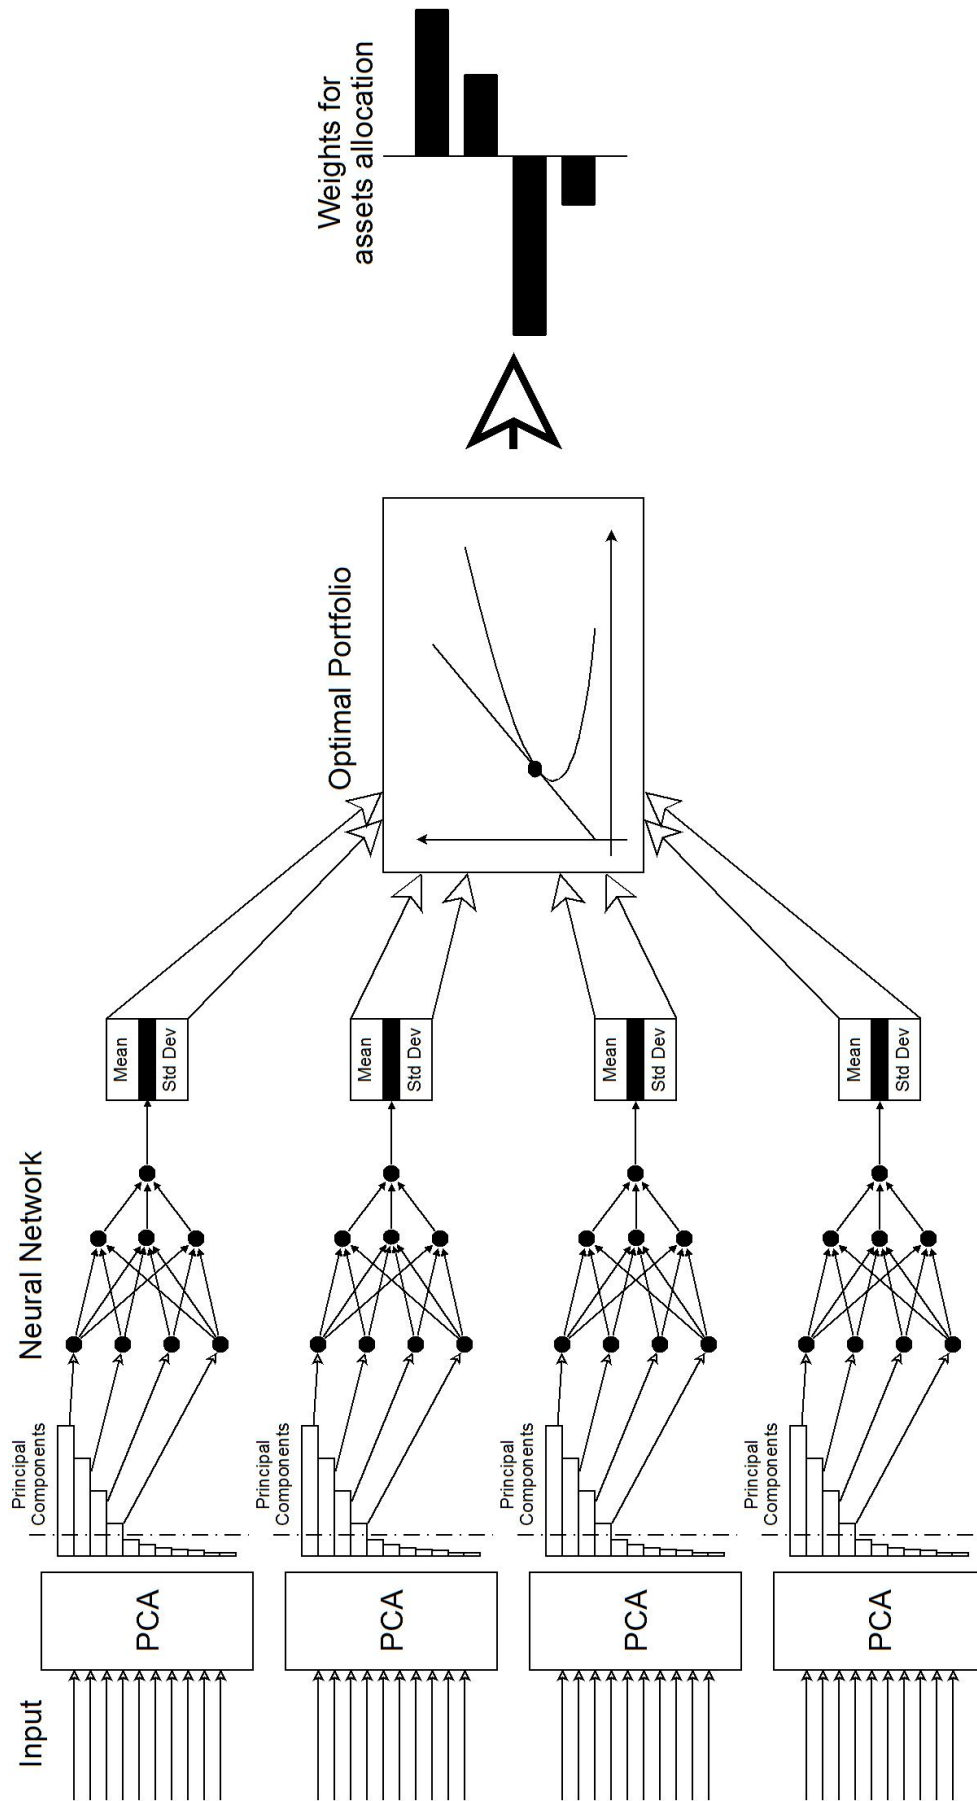 Input
PCA
PCA
PCA
PCA
Principal
Components
Principal
Components
Principal
Components
Principal
Components
Neural Network
Mean
Std Dev
Mean
Std Dev
Mean
Std Dev
Mean
Std Dev
Optimal Portfolio
Weights for
assets allocation